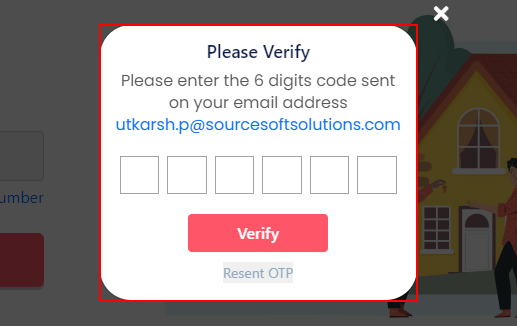 Please Verify
Please enter the 6 digits code sent
on your email address
utkarsh.p@sourcesoftsolutions.com
umber
Verify
Resent OTP